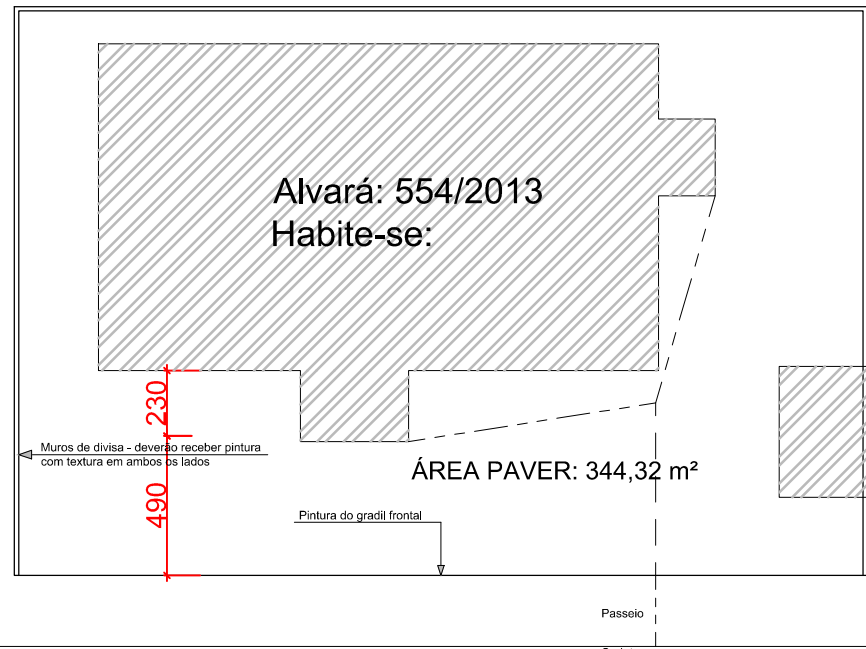 Alvará: 554/2013
Habite-se:
230
Muros de divisa - deverão receber pintura
com textura em ambos os lados
490
ÁREA PAVER: 344,32 m²
Pintura do gradil frontal
Passeio